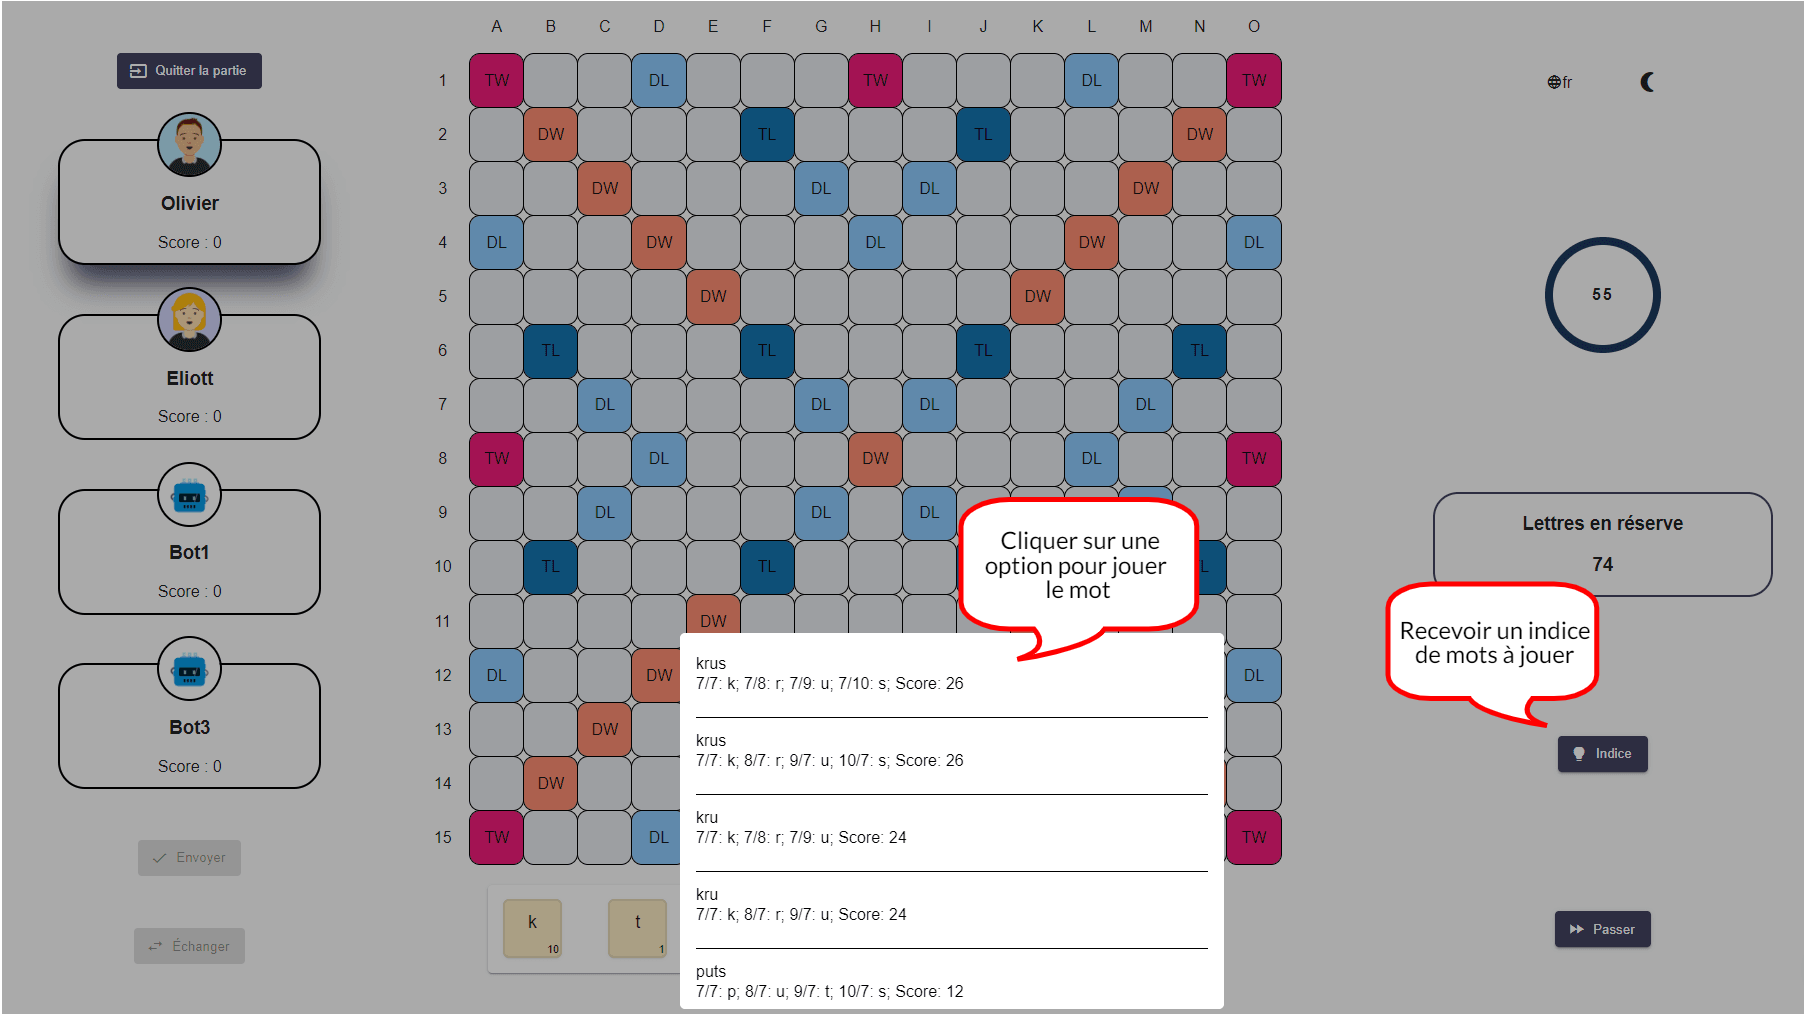 A B C D E F G H I J K L M N O
Quitter la partie
fr
1 TW DL TW DL TW
2 DW TL TL DW
Olivier
Score : 0
3 DW DL DL DW
4 DL DW DL DW DL
5 DW DW
55
Eliott
Score : 0
6 TL TL TL TL
7 DL DL DL DL
8 TW DL DW DL TW
Bot1
Score : 0
9 DL DL DL
Lettres en réserve
74
10 TL TL
11 DW
Cliquer sur une
option pour jouer
le mot
Recevoir un indice
de mots à jouer
Bot3
Score : 0
12 DL DW DL
13 DW
14 DW
15 TW DL TW
krus
7/7: k; 7/8: r; 7/9: u; 7/10: s; Score: 26
krus
7/7: k; 8/7: r; 9/7: u; 10/7: s; Score: 26
kru
7/7: k; 7/8: r; 7/9: u; Score: 24
kru
7/7: k; 8/7: r; 9/7: u; Score: 24
puts
7/7: p; 8/7: u; 9/7: t; 10/7: s; Score: 12
Indice
Envoyer
Échanger
k 10
t 1
Passer